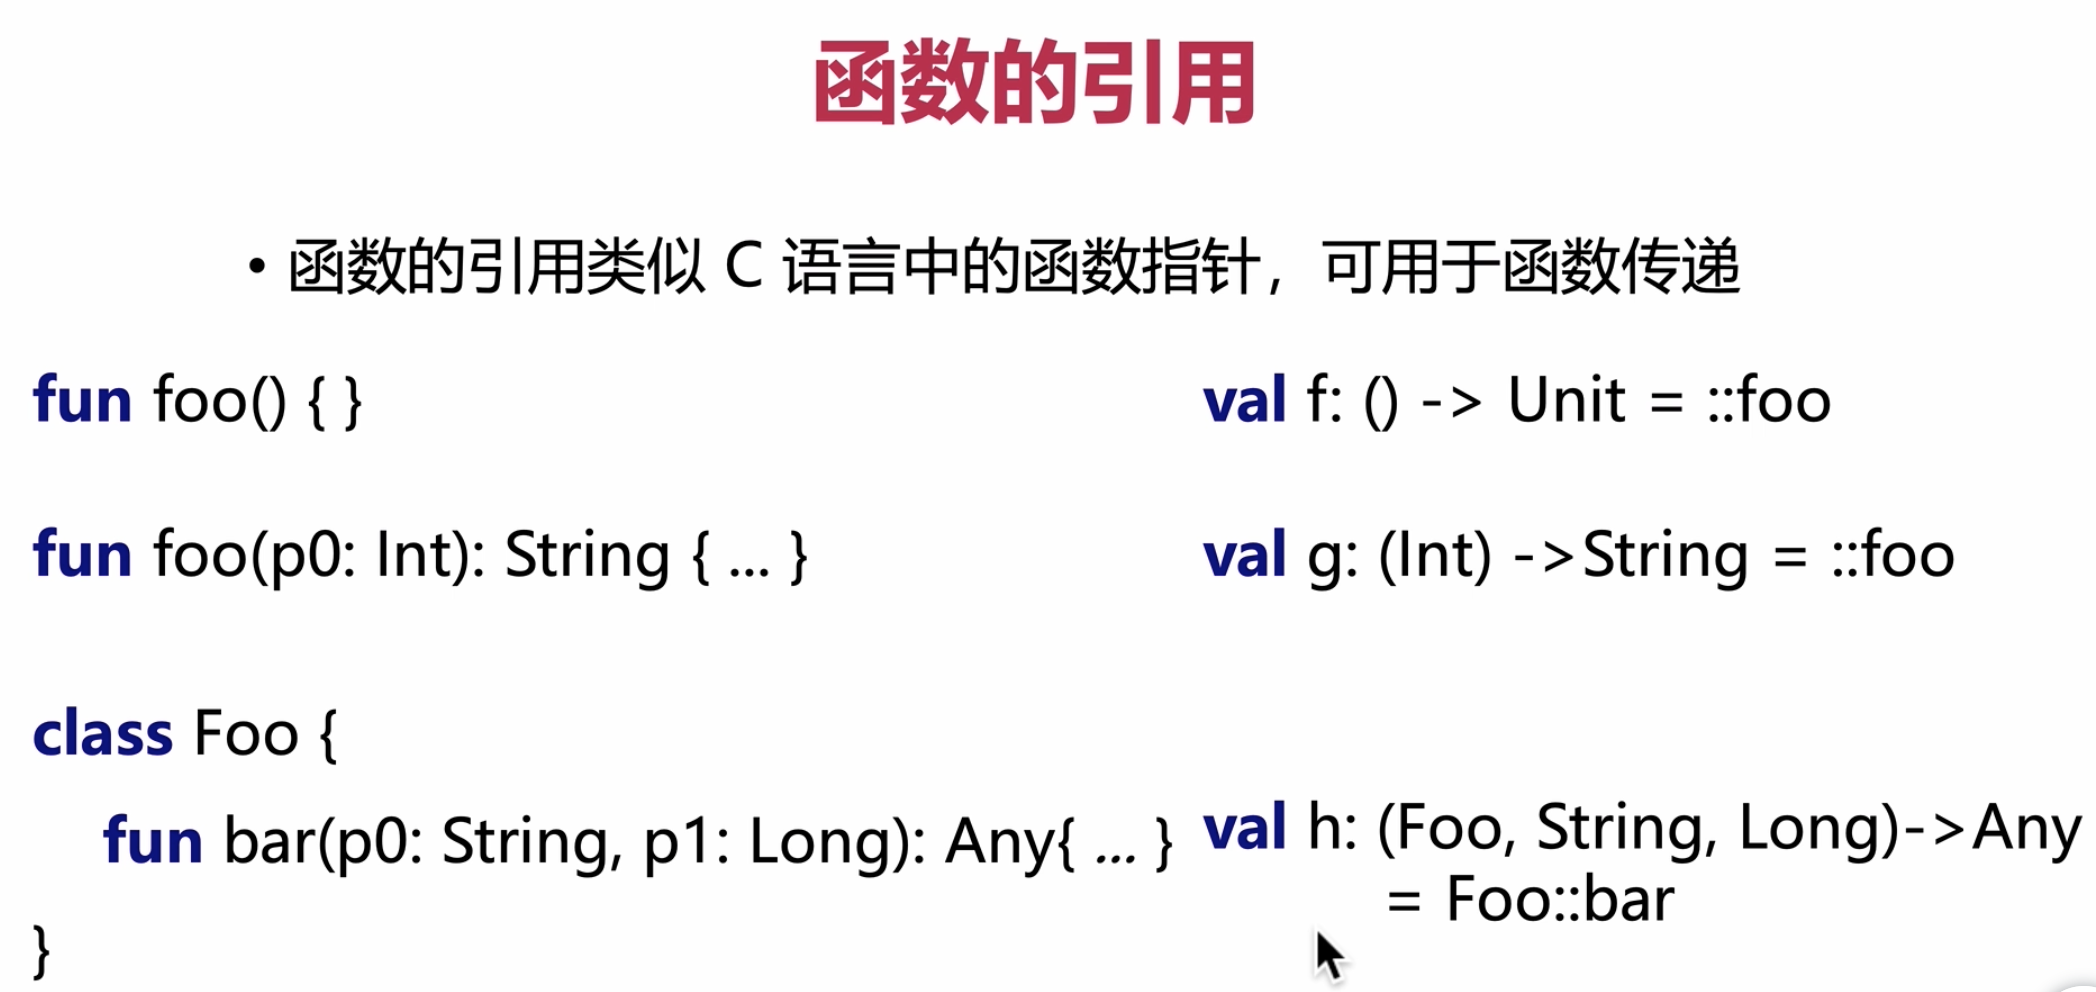 函数的引用
• 函数的引用类似 C 语言中的函数指针，可用于函数传递
fun foo() { }
val f: () -> Unit = ::foo
fun foo(p0: Int): String { ... }
val g: (Int) ->String = ::foo
class Foo {
fun bar(p0: String, p1: Long): Any{ ... }
val h: (Foo, String, Long)->Any
= Foo::bar
}